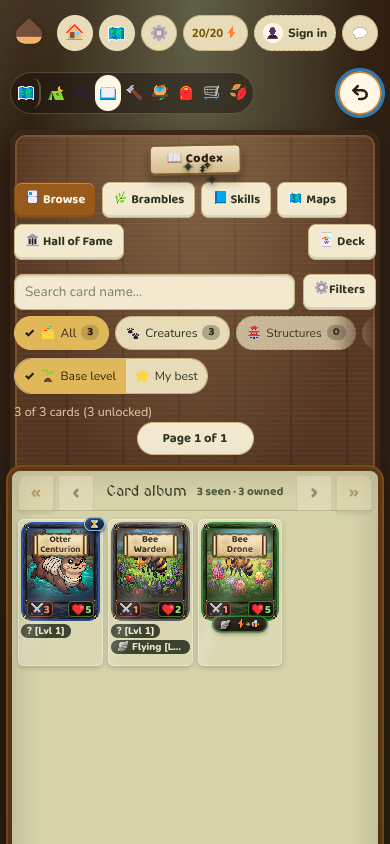 20/20
Sign in
Codex
Browse
Brambles
Skills
Maps
Hall of Fame
Deck
Search card name...
Filters
All 3
Creatures 3
Structures 0
Base level
My best
3 of 3 cards (3 unlocked)
Page 1 of 1
« ‹ Card album 3 seen · 3 owned › »
Otter Centurion
3 5
? [Lvl 1]
Bee Warden
1 2
? [Lvl 1]
Flying [L...
Bee Drone
1 5